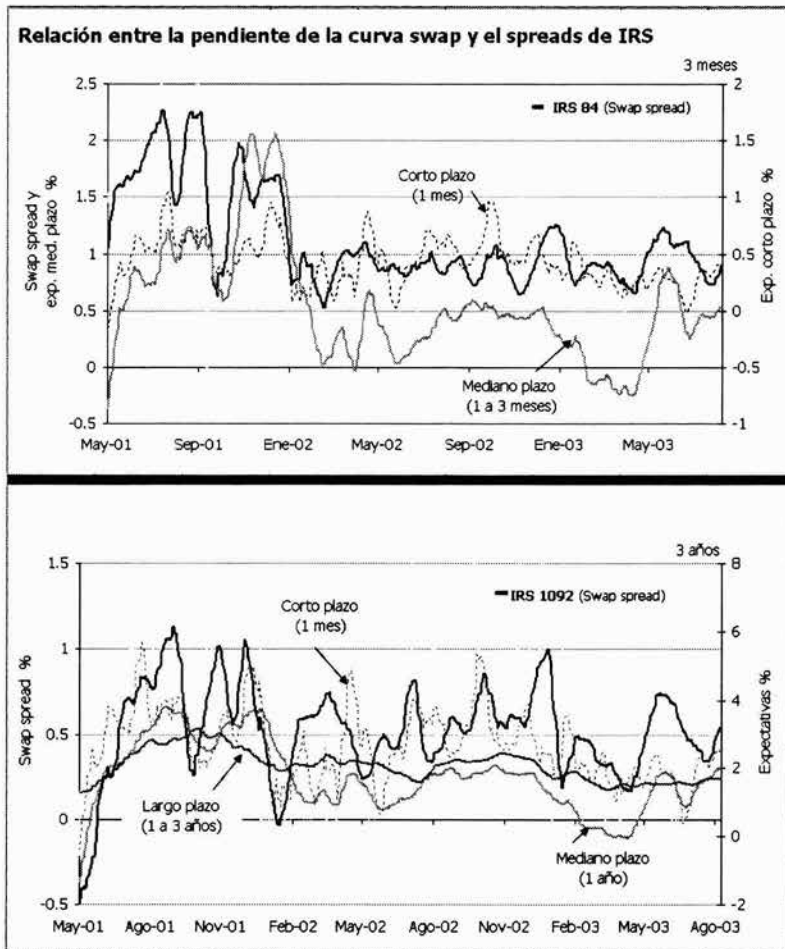 Relación entre la pendiente de la curva swap y el spreads de IRS
3 meses
2.5
2
1.5
1
0.5
0
-0.5
Swap spread y
exp. med. plazo %
2
1.5
1
0.5
0
-0.5
-1
Exp. corto plazo %
IRS 84 (Swap spread)
Corto plazo
(1 mes)
Mediano plazo
(1 a 3 meses)
May-01
Sep-01
Ene-02
May-02
Sep-02
Ene-03
May-03
3 años
1.5
1
0.5
0
-0.5
Swap spread %
8
6
4
2
0
-2
Expectativas %
IRS 1092 (Swap spread)
Corto plazo
(1 mes)
Largo plazo
(1 a 3 años)
Mediano plazo
(1 año)
May-01
Ago-01
Nov-01
Feb-02
May-02
Ago-02
Nov-02
Feb-03
May-03
Ago-03